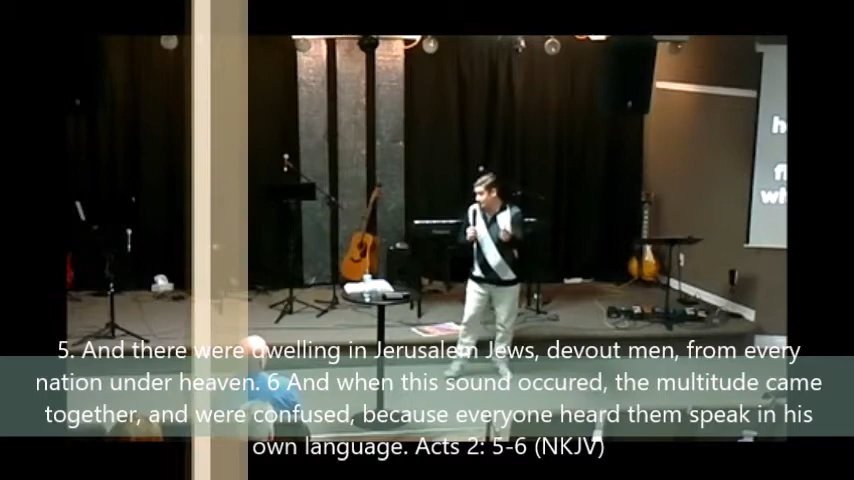 5. And there were dwelling in Jerusalem Jews, devout men, from every
nation under heaven. 6 And when this sound occured, the multitude came
together, and were confused, because everyone heard them speak in his
own language. Acts 2: 5-6 (NKJV)